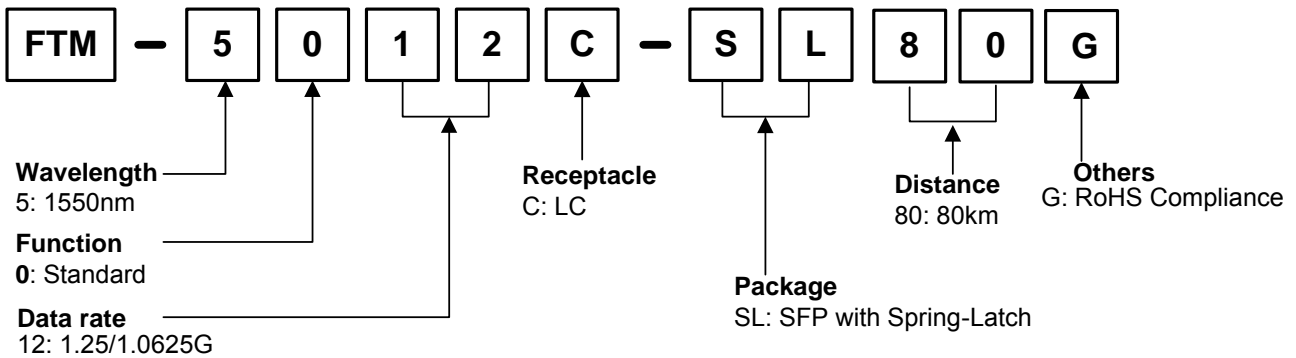 FTM – 5 0 1 2 C – S L 8 0 G
Wavelength
5: 1550nm
Function
0: Standard
Data rate
12: 1.25/1.0625G
Receptacle
C: LC
Package
SL: SFP with Spring-Latch
Distance
80: 80km
Others
G: RoHS Compliance